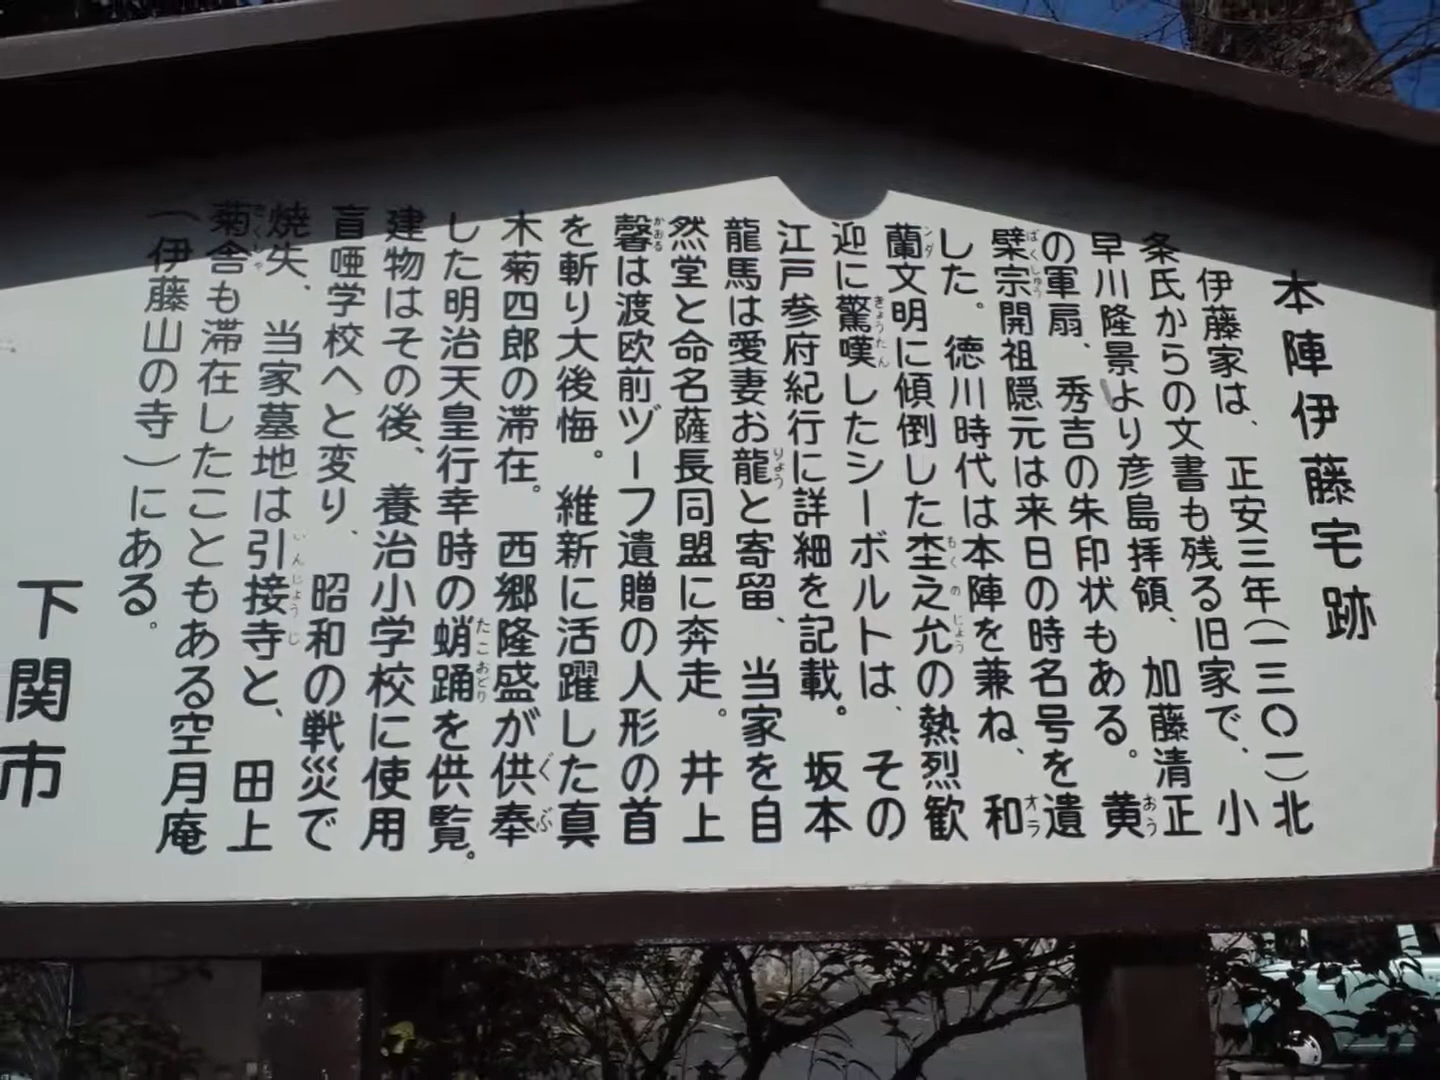 本陣伊藤宅跡
伊藤家は、正安三年(一三〇一)北
条氏からの文書も残る旧家で、小
早川隆景より彦島拝領、加藤清正
の軍扇、秀吉の朱印状もある。黄
檗宗開祖隠元は来日の時名号を遺
した。徳川時代は本陣を兼ね、和
蘭文明に傾倒した杢之允の熱烈歓
迎に驚嘆したシーボルトは、その
江戸参府紀行に詳細を記載。坂本
龍馬は愛妻お龍と寄留、当家を自
然堂と命名薩長同盟に奔走。井上
馨は渡欧前ヅーフ遺贈の人形の首
を斬り大後悔。維新に活躍した真
木菊四郎の滞在。西郷隆盛が供奉
した明治天皇行幸時の蛸踊を供覧。
建物はその後、養治小学校に使用
盲唖学校へと変り、昭和の戦災で
焼失、当家墓地は引接寺と、田上
菊舎も滞在したこともある空月庵
(伊藤山の寺)にある。
下関市